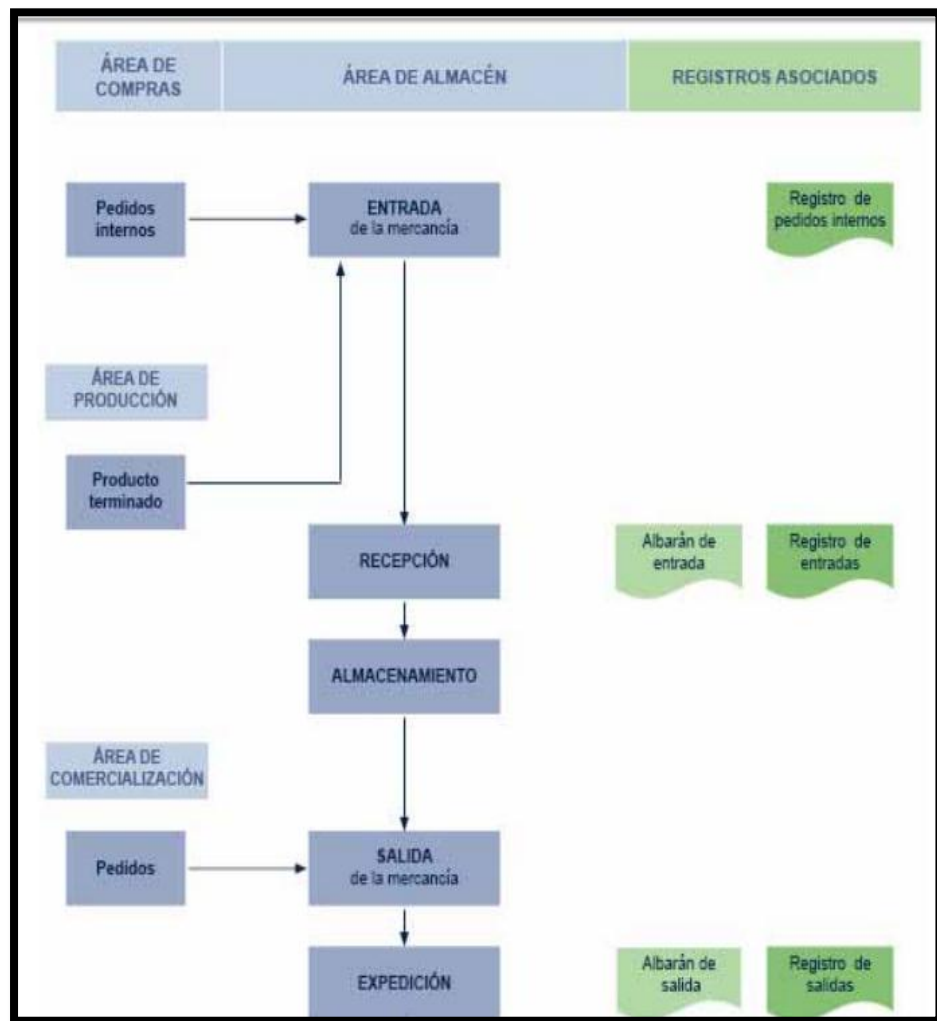 ÁREA DE
COMPRAS
ÁREA DE ALMACÉN
REGISTROS ASOCIADOS
Pedidos
internos
ENTRADA
de la mercancía
Registro de
pedidos internos
ÁREA DE
PRODUCCIÓN
Producto
terminado
RECEPCIÓN
Albarán de
entrada
Registro de
entradas
ALMACENAMIENTO
ÁREA DE
COMERCIALIZACIÓN
Pedidos
SALIDA
de la mercancía
EXPEDICIÓN
Albarán de
salida
Registro de
salidas